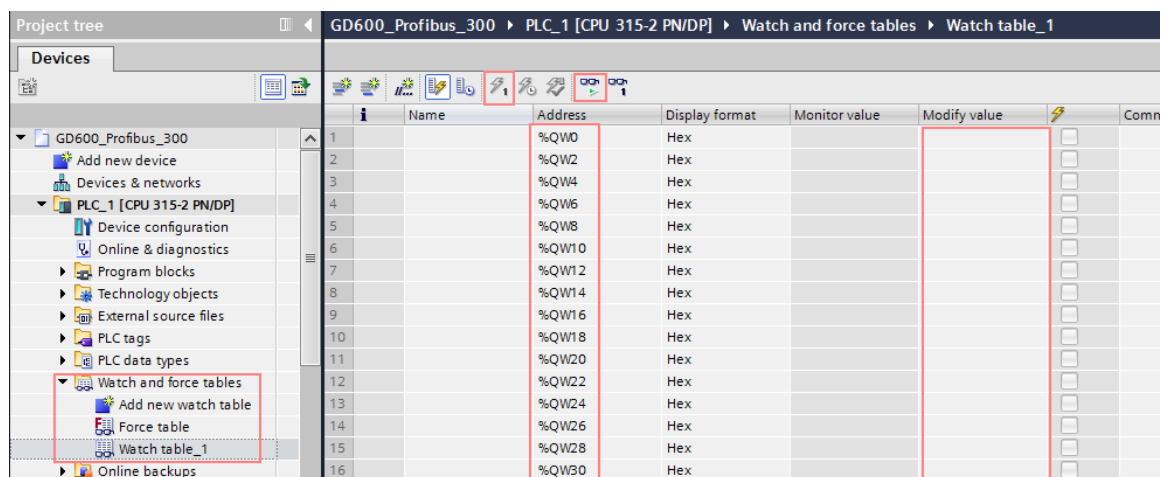 Project tree
GD600_Profibus_300 ▸ PLC_1 [CPU 315-2 PN/DP] ▸ Watch and force tables ▸ Watch table_1
Devices
i Name Address Display format Monitor value Modify value Comm
GD600_Profibus_300
Add new device
Devices & networks
PLC_1 [CPU 315-2 PN/DP]
Device configuration
Online & diagnostics
Program blocks
Technology objects
External source files
PLC tags
PLC data types
Watch and force tables
Add new watch table
Force table
Watch table_1
Online backups
1 %QW0 Hex
2 %QW2 Hex
3 %QW4 Hex
4 %QW6 Hex
5 %QW8 Hex
6 %QW10 Hex
7 %QW12 Hex
8 %QW14 Hex
9 %QW16 Hex
10 %QW18 Hex
11 %QW20 Hex
12 %QW22 Hex
13 %QW24 Hex
14 %QW26 Hex
15 %QW28 Hex
16 %QW30 Hex